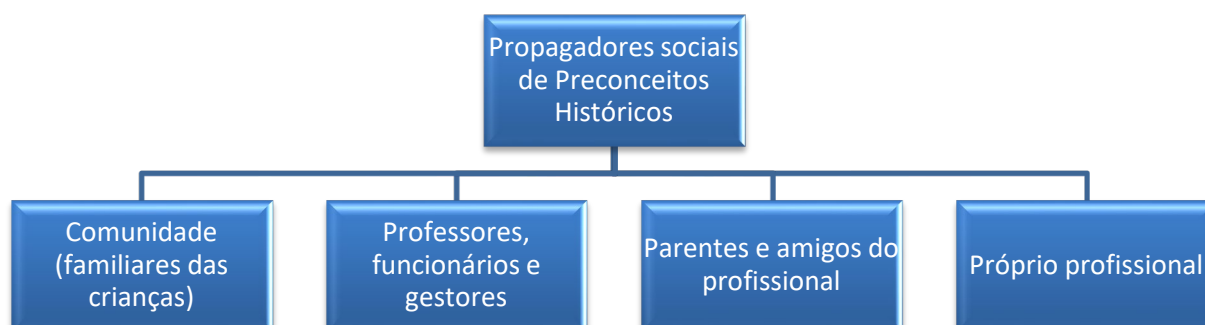 Propagadores sociais
de Preconceitos
Históricos
Comunidade
(familiares das
crianças)
Professores,
funcionários e
gestores
Parentes e amigos do
profissional
Próprio profissional